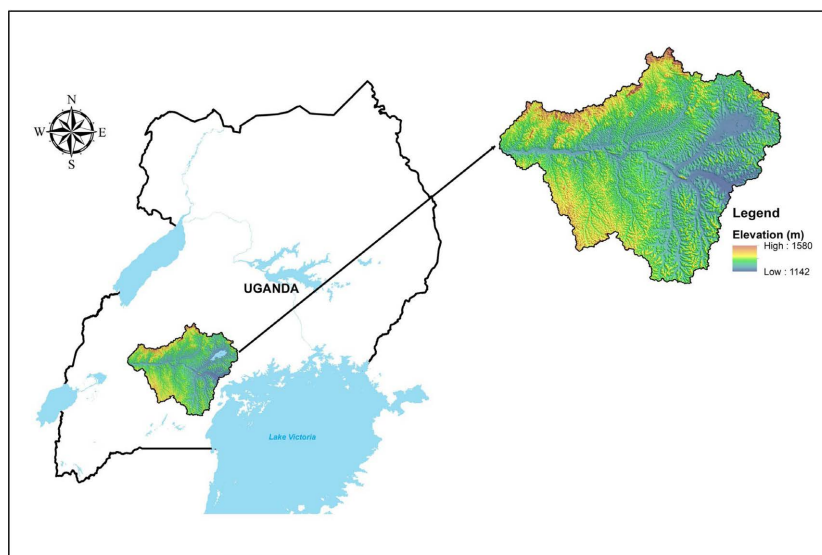 N
W E
S
UGANDA
Lake Victoria
Legend
Elevation (m)
High : 1580
Low : 1142